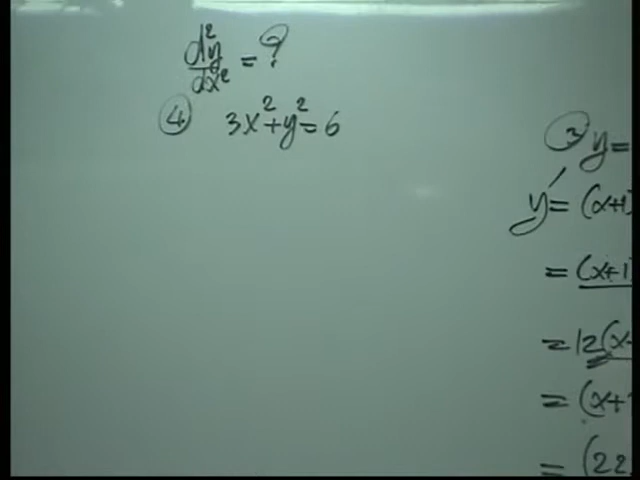 d²y/dx² = ?
④ 3x² + y² = 6
③ y =
y′ = (x+1)
= (x+1
= 12(x
= (x+
= (22